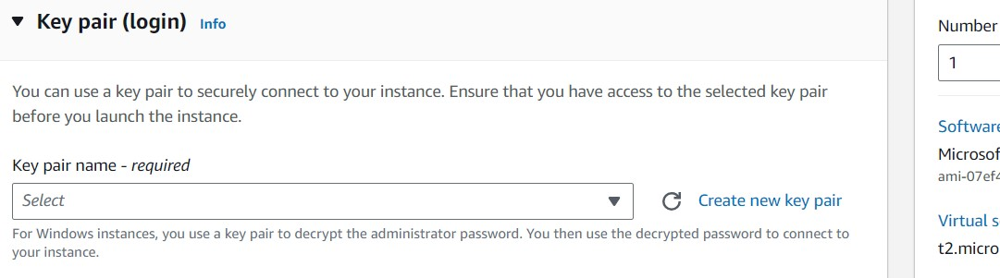 Key pair (login) Info
You can use a key pair to securely connect to your instance. Ensure that you have access to the selected key pair
before you launch the instance.
Key pair name - required
Select
Create new key pair
For Windows instances, you use a key pair to decrypt the administrator password. You then use the decrypted password to connect to
your instance.
Number
1
Software
Microsof
ami-07ef4
Virtual s
t2.micro